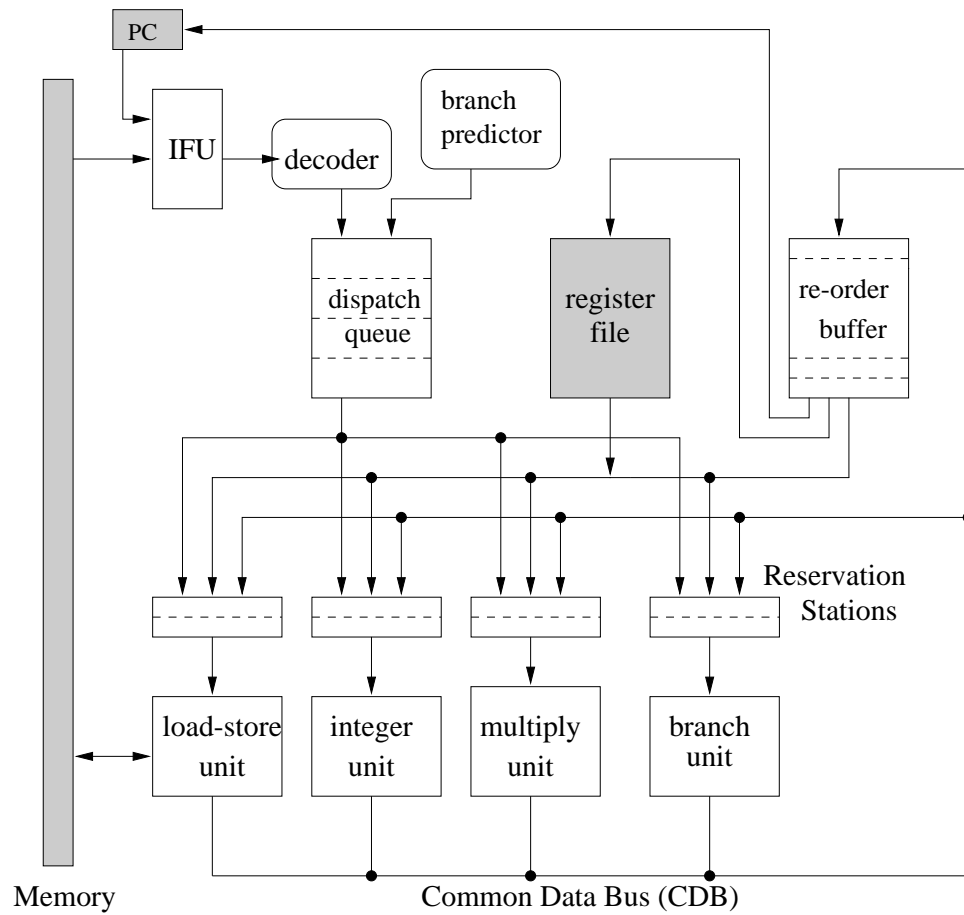 PC
IFU
decoder
branch
predictor
dispatch
queue
register
file
re-order
buffer
Reservation
Stations
load-store
unit
integer
unit
multiply
unit
branch
unit
Memory
Common Data Bus (CDB)